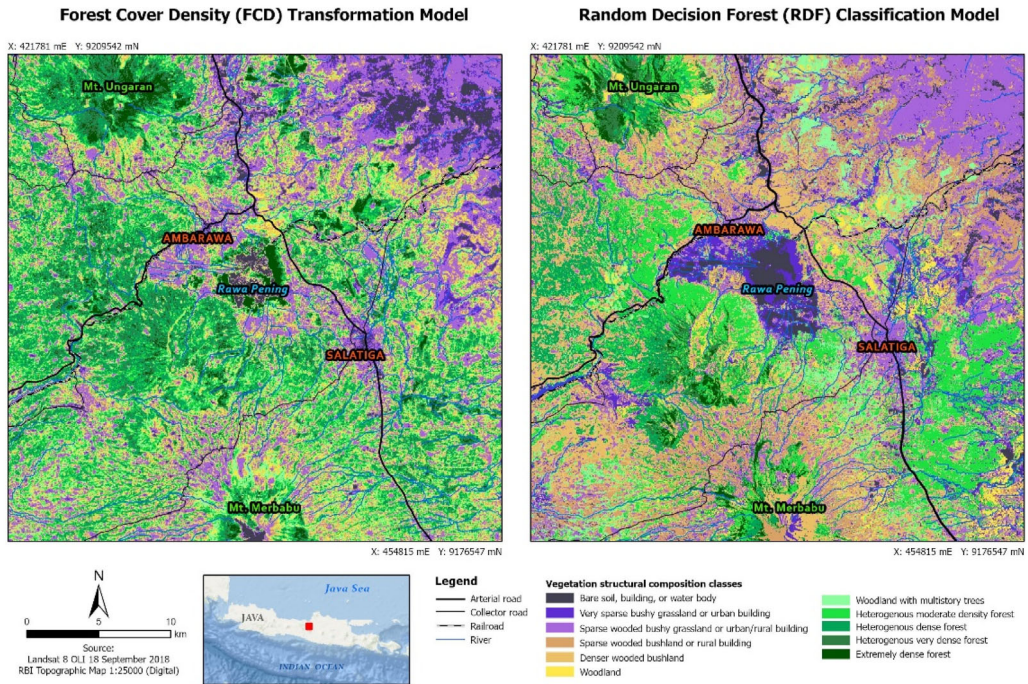 Forest Cover Density (FCD) Transformation Model
Random Decision Forest (RDF) Classification Model
X: 421781 mE Y: 9209542 mN
X: 421781 mE Y: 9209542 mN
Mt. Ungaran
AMBARAWA
Rawa Pening
SALATIGA
Mt. Merbabu
Mt. Ungaran
AMBARAWA
Rawa Pening
SALATIGA
Mt. Merbabu
X: 454815 mE Y: 9176547 mN
X: 454815 mE Y: 9176547 mN
N
0 5 10
km
Source:
Landsat 8 OLI 18 September 2018
RBI Topographic Map 1:25000 (Digital)
Java Sea
JAVA
INDIAN OCEAN
Legend
Arterial road
Collector road
Railroad
River
Vegetation structural composition classes
Bare soil, building, or water body
Very sparse bushy grassland or urban building
Sparse wooded bushy grassland or urban/rural building
Sparse wooded bushland or rural building
Denser wooded bushland
Woodland
Woodland with multistory trees
Heterogenous moderate density forest
Heterogenous dense forest
Heterogenous very dense forest
Extremely dense forest